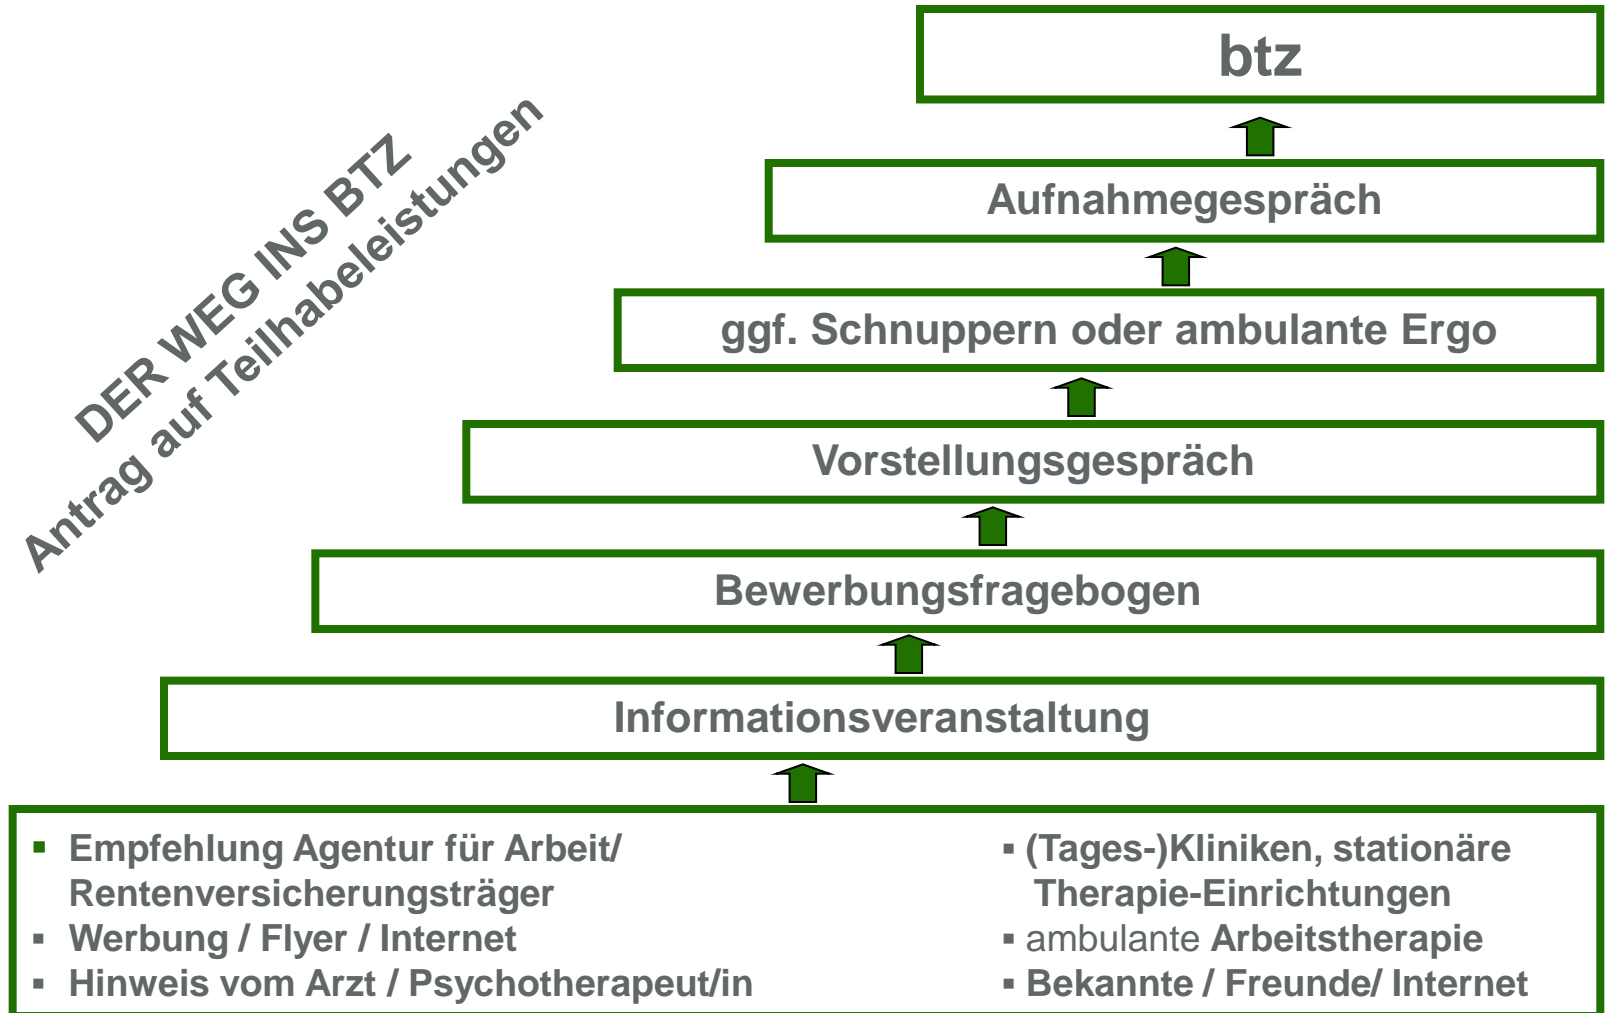 btz
DER WEG INS BTZ
Antrag auf Teilhabeleistungen
Aufnahmegespräch
ggf. Schnuppern oder ambulante Ergo
Vorstellungsgespräch
Bewerbungsfragebogen
Informationsveranstaltung
▪ Empfehlung Agentur für Arbeit/
Rentenversicherungsträger
▪ Werbung / Flyer / Internet
▪ Hinweis vom Arzt / Psychotherapeut/in
▪ (Tages-)Kliniken, stationäre
Therapie-Einrichtungen
▪ ambulante Arbeitstherapie
▪ Bekannte / Freunde/ Internet